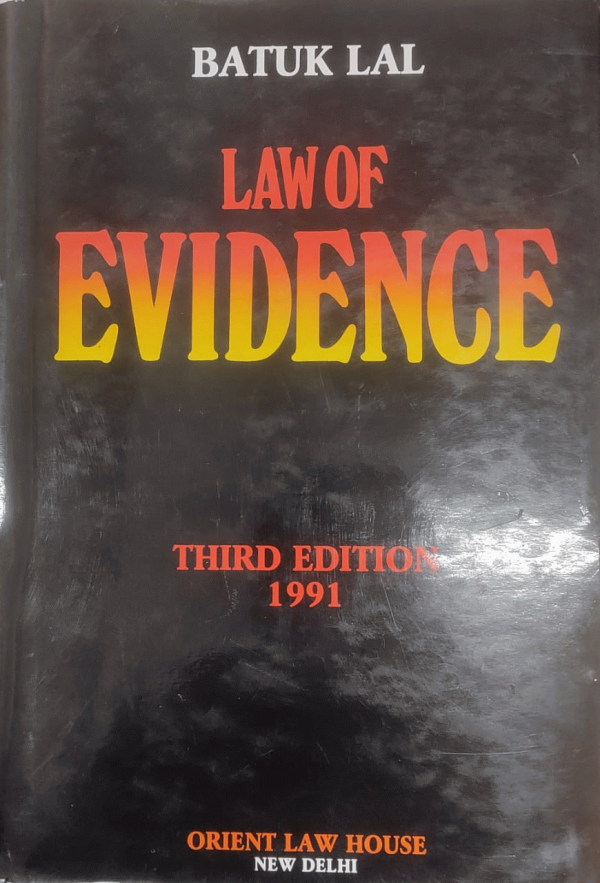 BATUK LAL
LAW OF
EVIDENCE
THIRD EDITION
1991
ORIENT LAW HOUSE
NEW DELHI